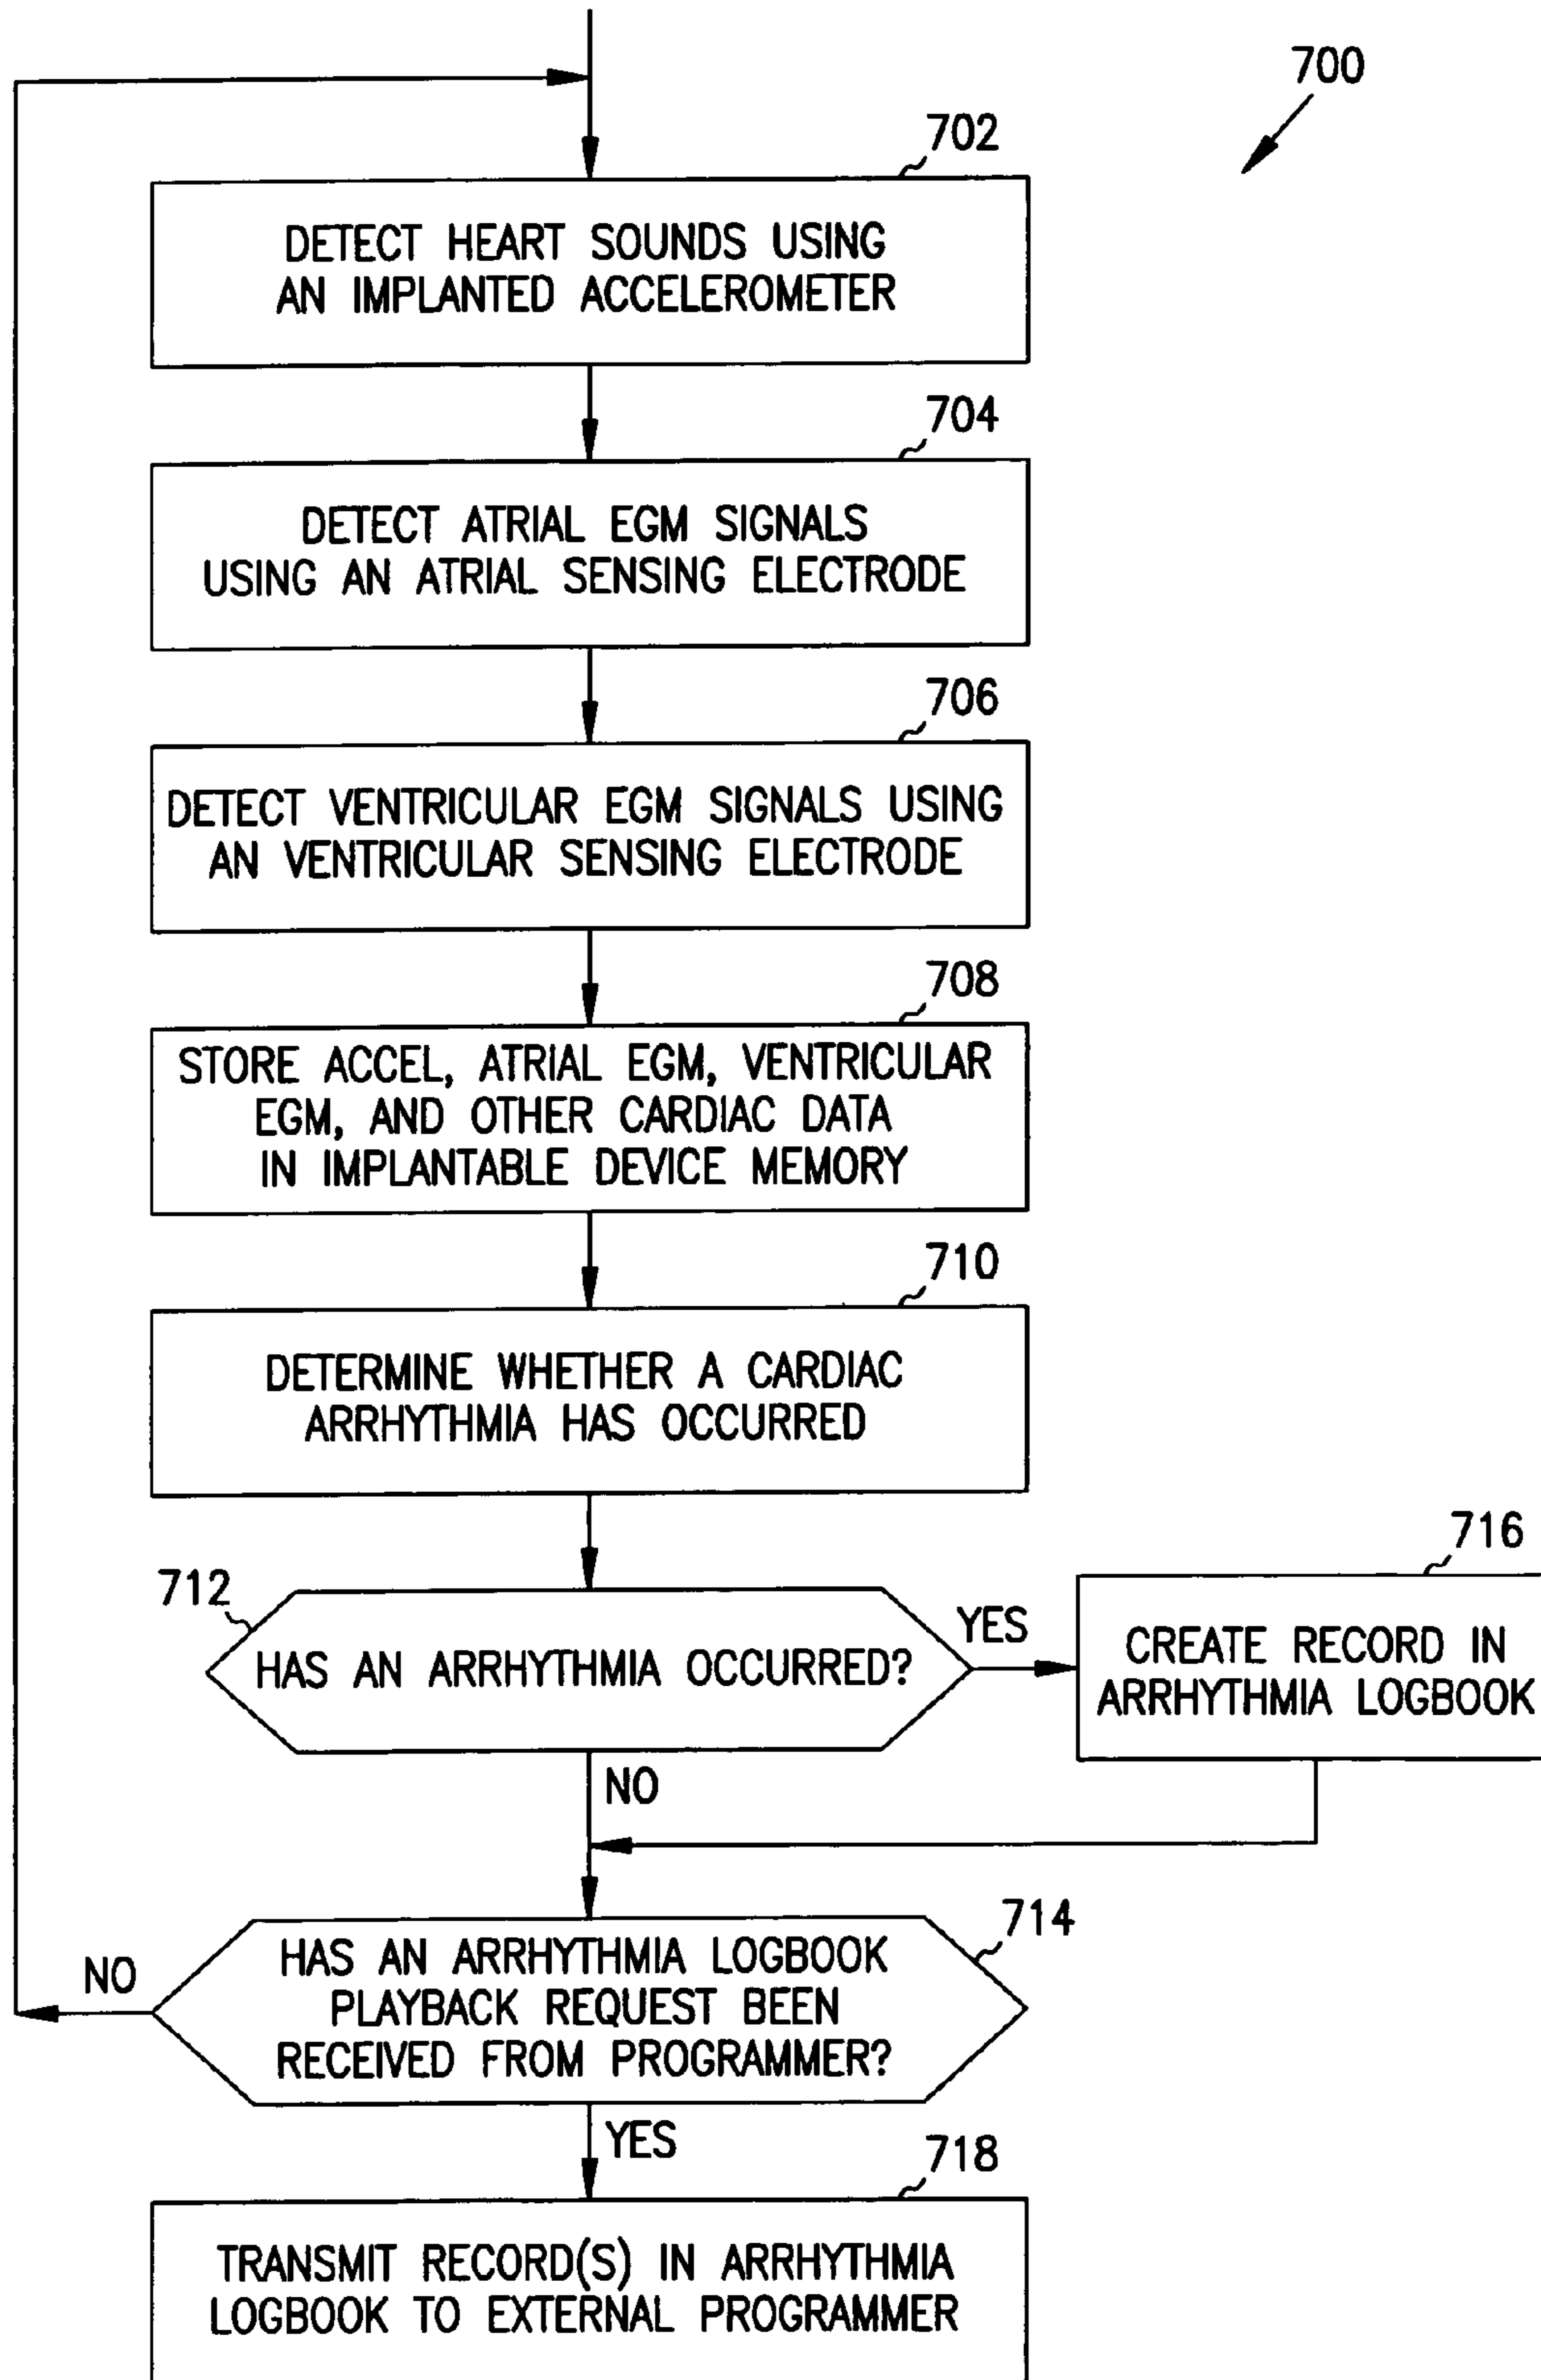 700
702
DETECT HEART SOUNDS USING
AN IMPLANTED ACCELEROMETER
704
DETECT ATRIAL EGM SIGNALS
USING AN ATRIAL SENSING ELECTRODE
706
DETECT VENTRICULAR EGM SIGNALS USING
AN VENTRICULAR SENSING ELECTRODE
708
STORE ACCEL, ATRIAL EGM, VENTRICULAR
EGM, AND OTHER CARDIAC DATA
IN IMPLANTABLE DEVICE MEMORY
710
DETERMINE WHETHER A CARDIAC
ARRHYTHMIA HAS OCCURRED
712
HAS AN ARRHYTHMIA OCCURRED?
YES
716
CREATE RECORD IN
ARRHYTHMIA LOGBOOK
NO
714
HAS AN ARRHYTHMIA LOGBOOK
PLAYBACK REQUEST BEEN
RECEIVED FROM PROGRAMMER?
NO
YES
718
TRANSMIT RECORD(S) IN ARRHYTHMIA
LOGBOOK TO EXTERNAL PROGRAMMER